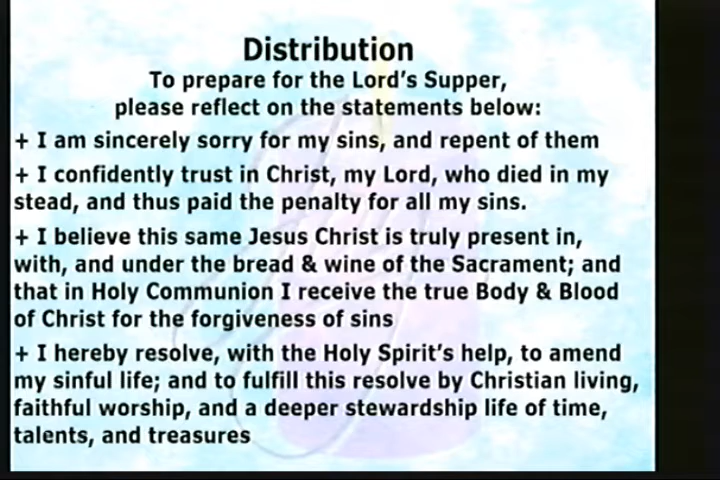 Distribution
To prepare for the Lord's Supper,
please reflect on the statements below:
+ I am sincerely sorry for my sins, and repent of them
+ I confidently trust in Christ, my Lord, who died in my
stead, and thus paid the penalty for all my sins.
+ I believe this same Jesus Christ is truly present in,
with, and under the bread & wine of the Sacrament; and
that in Holy Communion I receive the true Body & Blood
of Christ for the forgiveness of sins
+ I hereby resolve, with the Holy Spirit's help, to amend
my sinful life; and to fulfill this resolve by Christian living,
faithful worship, and a deeper stewardship life of time,
talents, and treasures